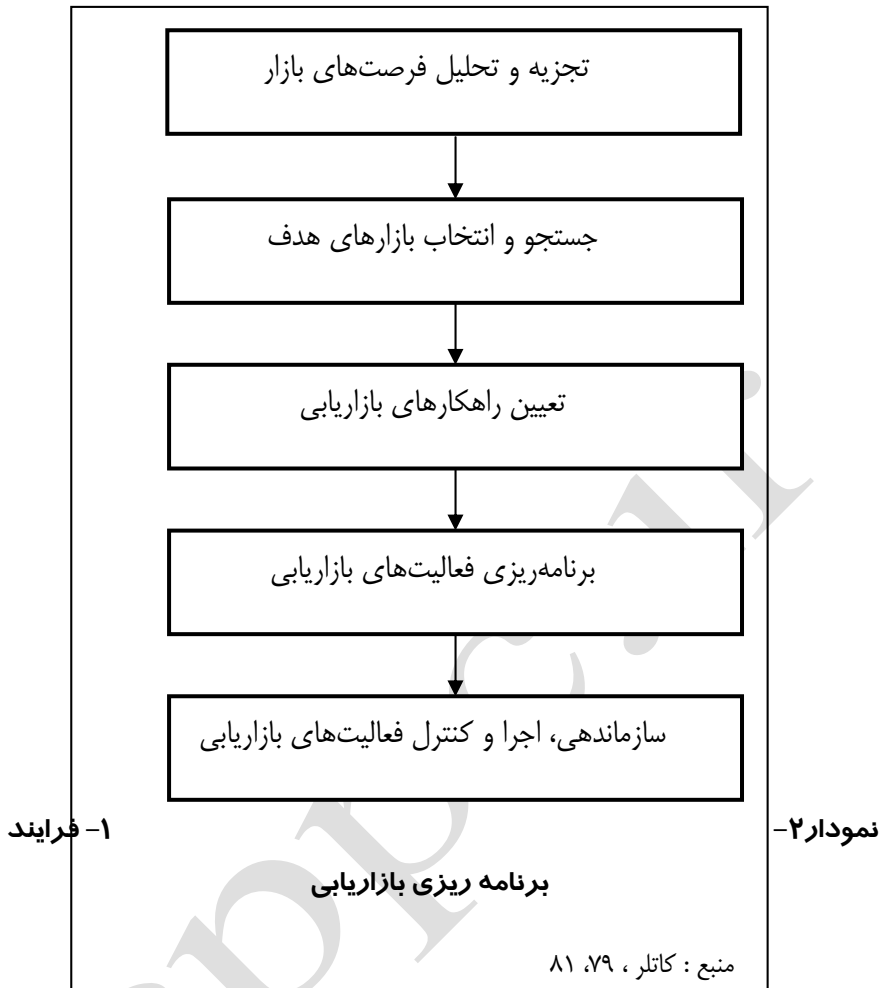 تجزیه و تحلیل فرصت‌های بازار
جستجو و انتخاب بازارهای هدف
تعیین راهکارهای بازاریابی
برنامه‌ریزی فعالیت‌های بازاریابی
سازماندهی، اجرا و کنترل فعالیت‌های بازاریابی
نمودار۲- ۱- فرایند
برنامه ریزی بازاریابی
منبع : کاتلر ، ۷۹، ۸۱